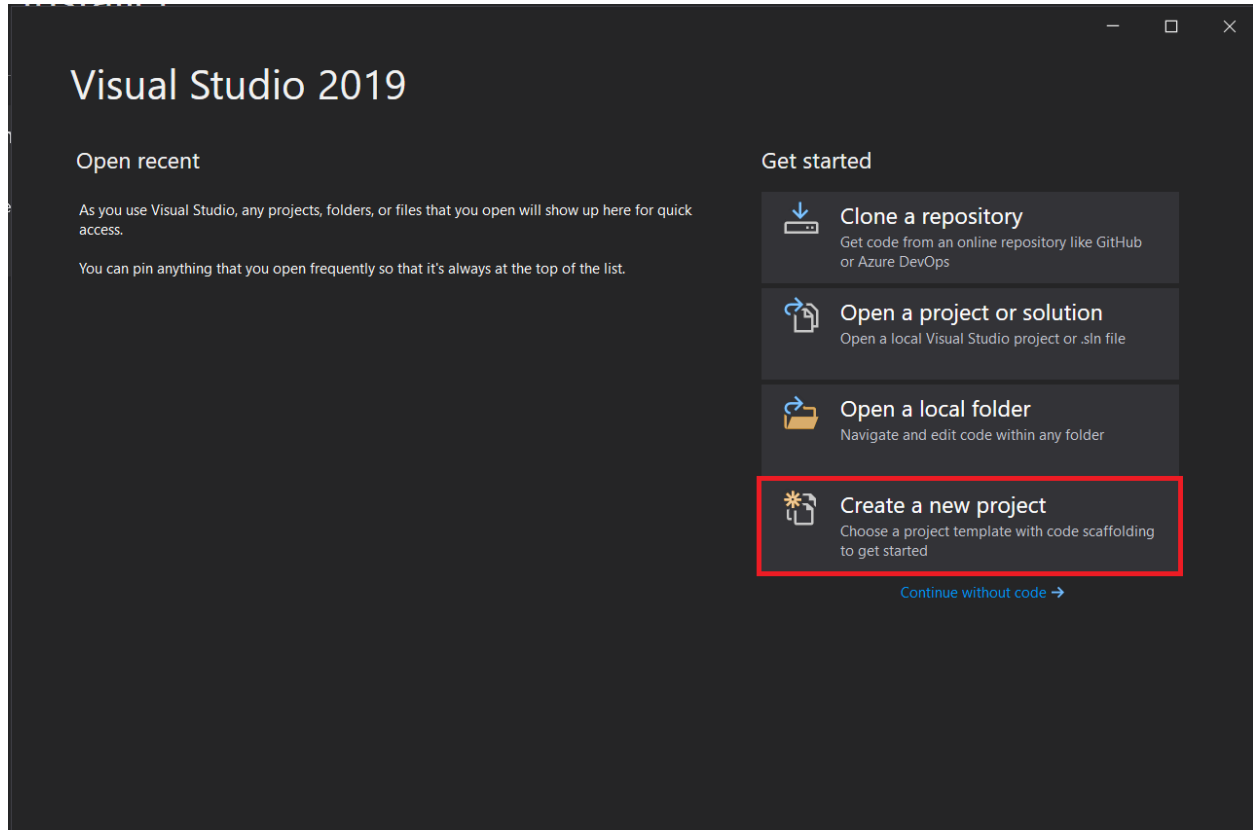 Visual Studio 2019
Open recent
As you use Visual Studio, any projects, folders, or files that you open will show up here for quick
access.
You can pin anything that you open frequently so that it's always at the top of the list.
Get started
Clone a repository
Get code from an online repository like GitHub
or Azure DevOps
Open a project or solution
Open a local Visual Studio project or .sln file
Open a local folder
Navigate and edit code within any folder
Create a new project
Choose a project template with code scaffolding
to get started
Continue without code →